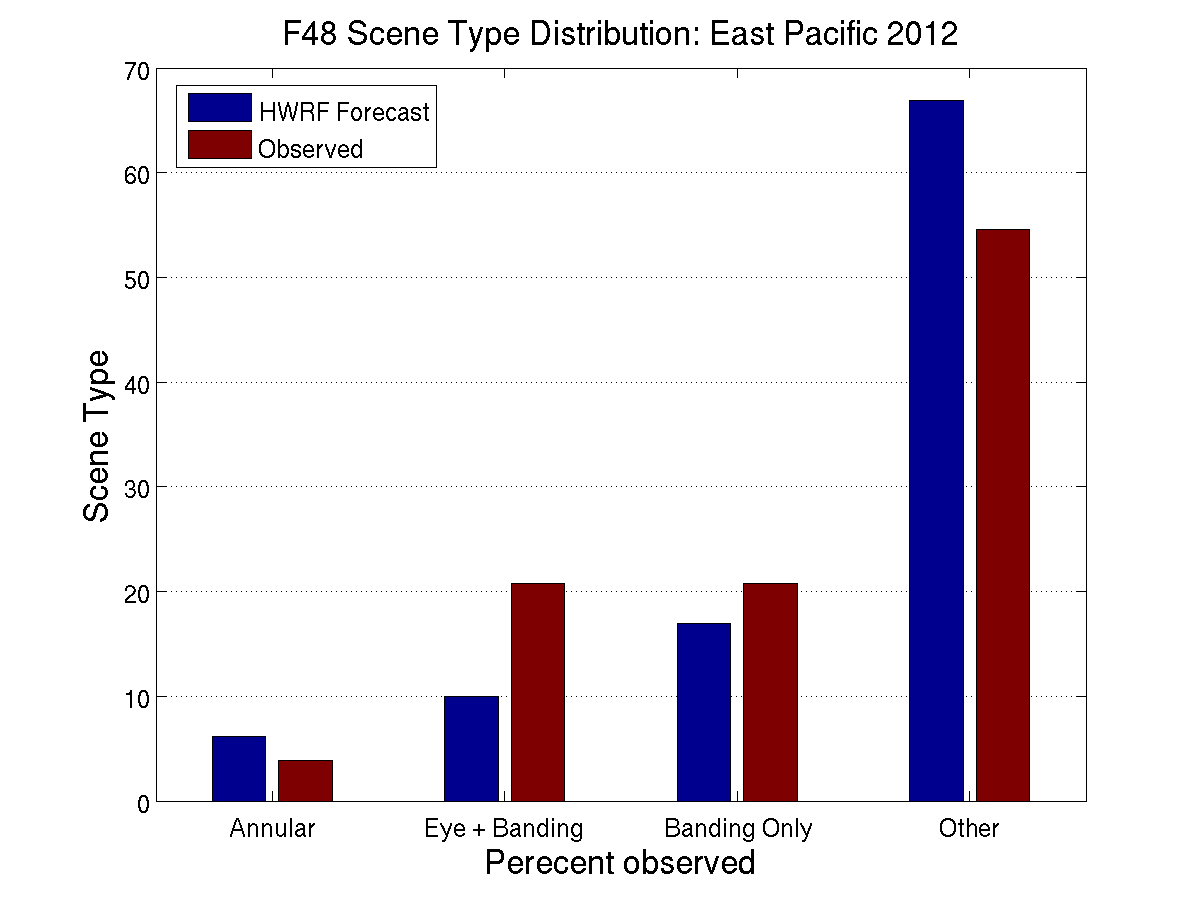 F48 Scene Type Distribution: East Pacific 2012
HWRF Forecast
Observed
70
60
50
40
30
20
10
0
Scene Type
Annular Eye + Banding Banding Only Other
Perecent observed